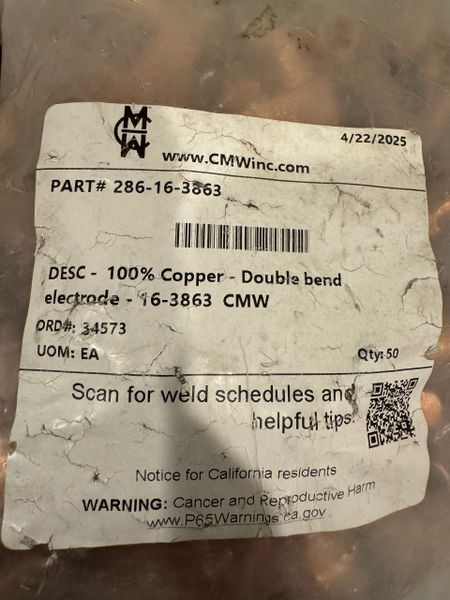 CMW
4/22/2025
www.CMWinc.com
PART# 286-16-3863
DESC - 100% Copper - Double bend
electrode - 16-3863 CMW
ORD#: 34573
UOM: EA
Qty: 50
Scan for weld schedules and
helpful tips.
Notice for California residents
WARNING: Cancer and Reproductive Harm
www.P65Warnings.ca.gov